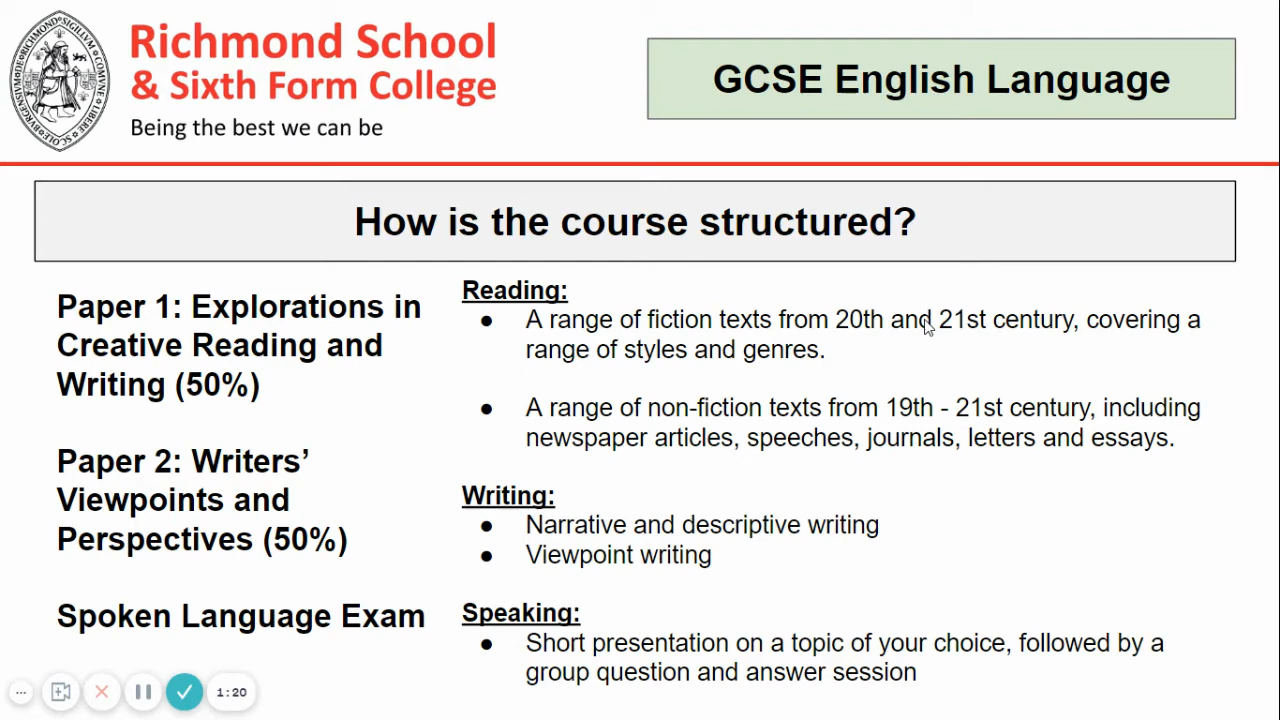 Richmond School
& Sixth Form College
Being the best we can be
GCSE English Language
How is the course structured?
Paper 1: Explorations in
Creative Reading and
Writing (50%)
Paper 2: Writers’
Viewpoints and
Perspectives (50%)
Spoken Language Exam
Reading:
● A range of fiction texts from 20th and 21st century, covering a
range of styles and genres.
● A range of non-fiction texts from 19th - 21st century, including
newspaper articles, speeches, journals, letters and essays.
Writing:
● Narrative and descriptive writing
● Viewpoint writing
Speaking:
● Short presentation on a topic of your choice, followed by a
group question and answer session
1:20